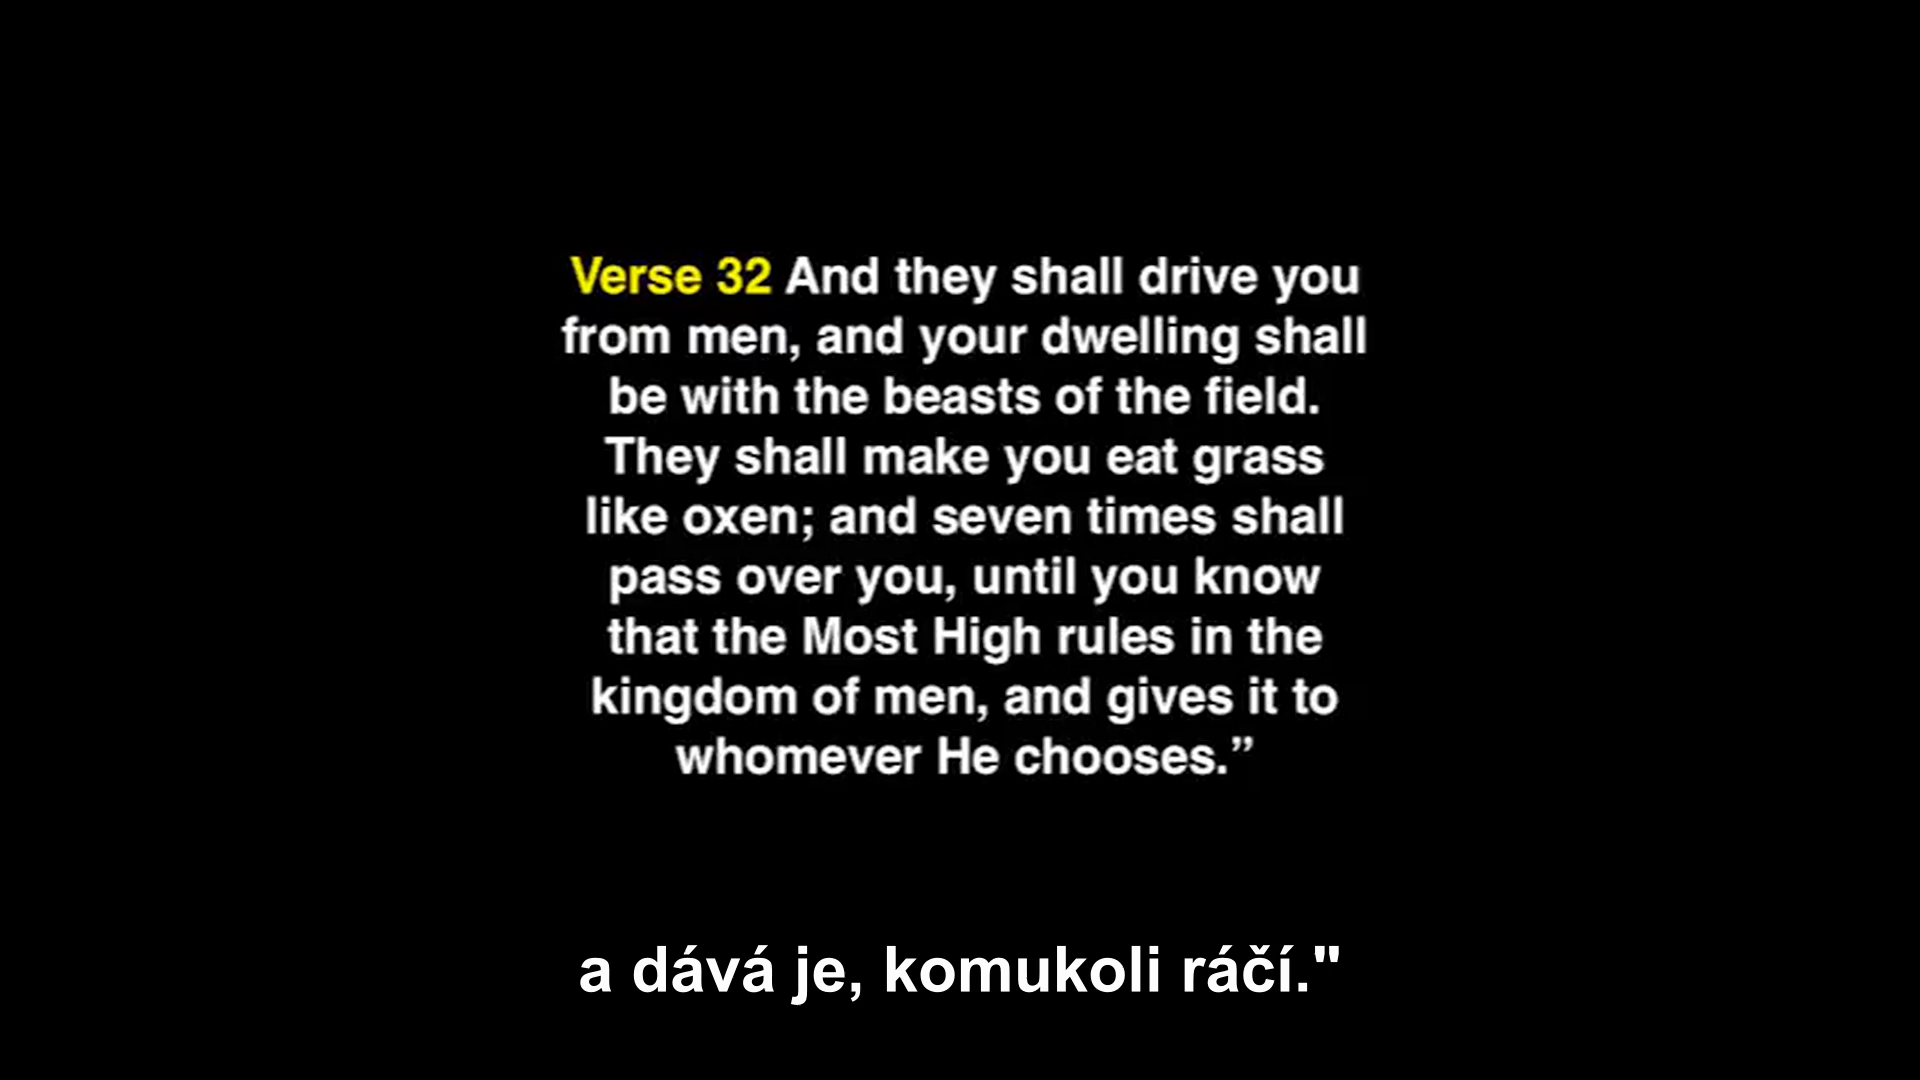 Verse 32 And they shall drive you
from men, and your dwelling shall
be with the beasts of the field.
They shall make you eat grass
like oxen; and seven times shall
pass over you, until you know
that the Most High rules in the
kingdom of men, and gives it to
whomever He chooses.”
a dává je, komukoli ráčí."